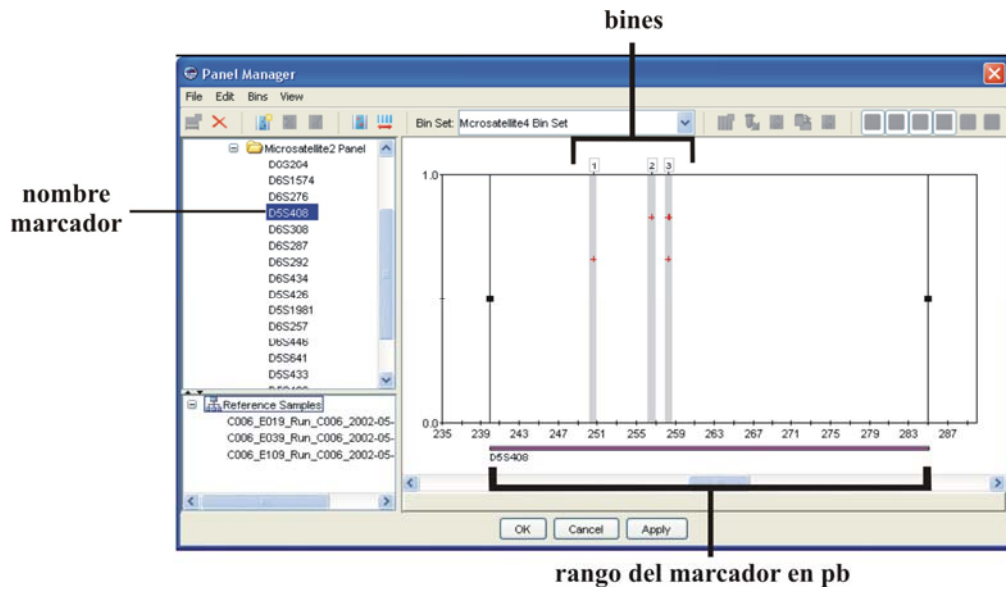 bines
Panel Manager
File Edit Bins View
Bin Set: Mcrosatellite4 Bin Set
Microsatellite2 Panel
D6S1574
D6S276
nombre
marcador
D5S408
D6S308
D6S287
D6S292
D6S434
D5S426
D5S1981
D6S257
D6S446
D5S641
D5S433
Reference Samples
C006_E019_Run_C006_2002-05-
C006_E039_Run_C006_2002-05-
C006_E109_Run_C006_2002-05-
1 2 3
1.0
0.0
235 239 243 247 251 255 259 263 267 271 275 279 283 287
D5S408
OK Cancel Apply
rango del marcador en pb